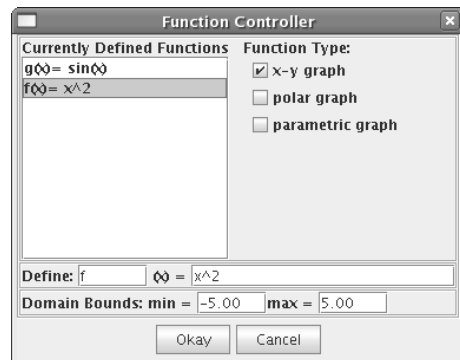 Function Controller
Currently Defined Functions
g(x)= sin(x)
f(x)= x^2
Function Type:
x-y graph
polar graph
parametric graph
Define: f (x) = x^2
Domain Bounds: min = -5.00 max = 5.00
Okay Cancel